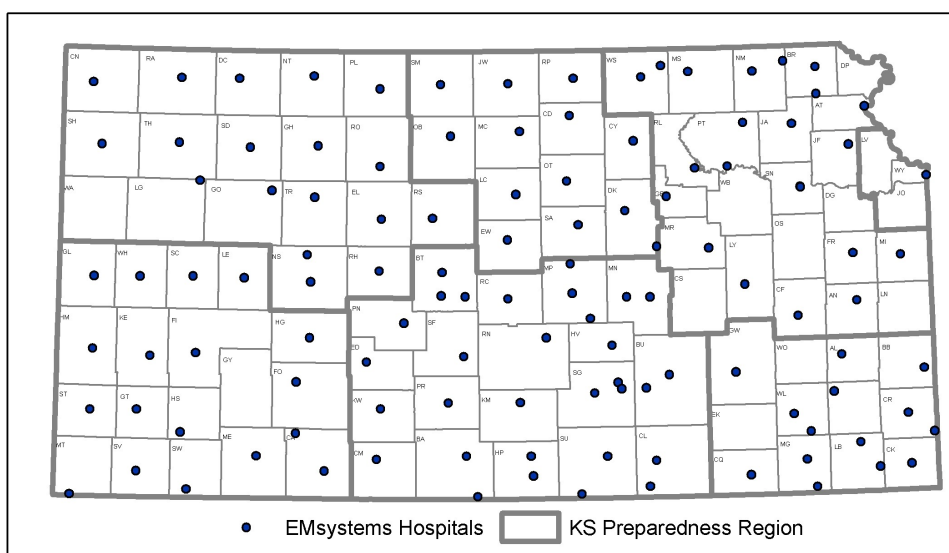 CN RA DC NT PL SM JW RP WS MS NM BR DP
SH TH SD GH RO OB MC CD CY RL PT JA AT
JF LV
WA LG GO TR EL RS LC OT DK GE WB SN DG WY JO
EW SA MR LY OS FR MI
GL WH SC LE NS RH BT RC MP MN CS CF AN LN
HM KE FI HG PN SF RN HV BU GW WO AL BB
GY FO ED SG
ST GT HS KW PR KM EK WL CR
MT SV SW ME CA CM BA HP SU CL CQ MG LB CK
EMsystems Hospitals KS Preparedness Region